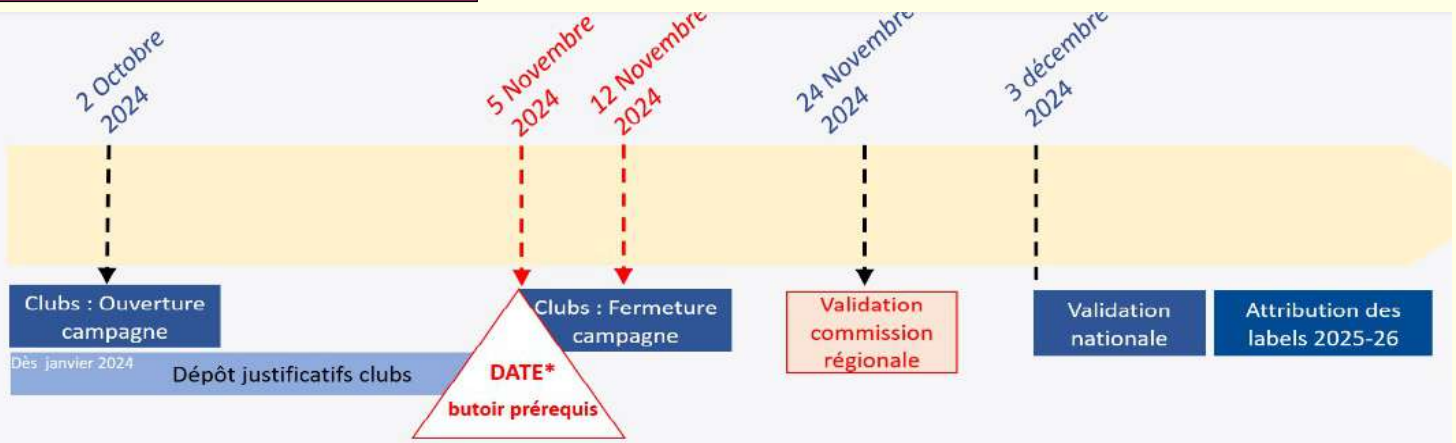 2 Octobre
2024
5 Novembre
2024
12 Novembre
2024
24 Novembre
2024
3 décembre
2024
Clubs : Ouverture
campagne
Clubs : Fermeture
campagne
Validation
commission
régionale
Validation
nationale
Attribution des
labels 2025-26
Dès janvier 2024
Dépôt justificatifs clubs
DATE*
butoir prérequis